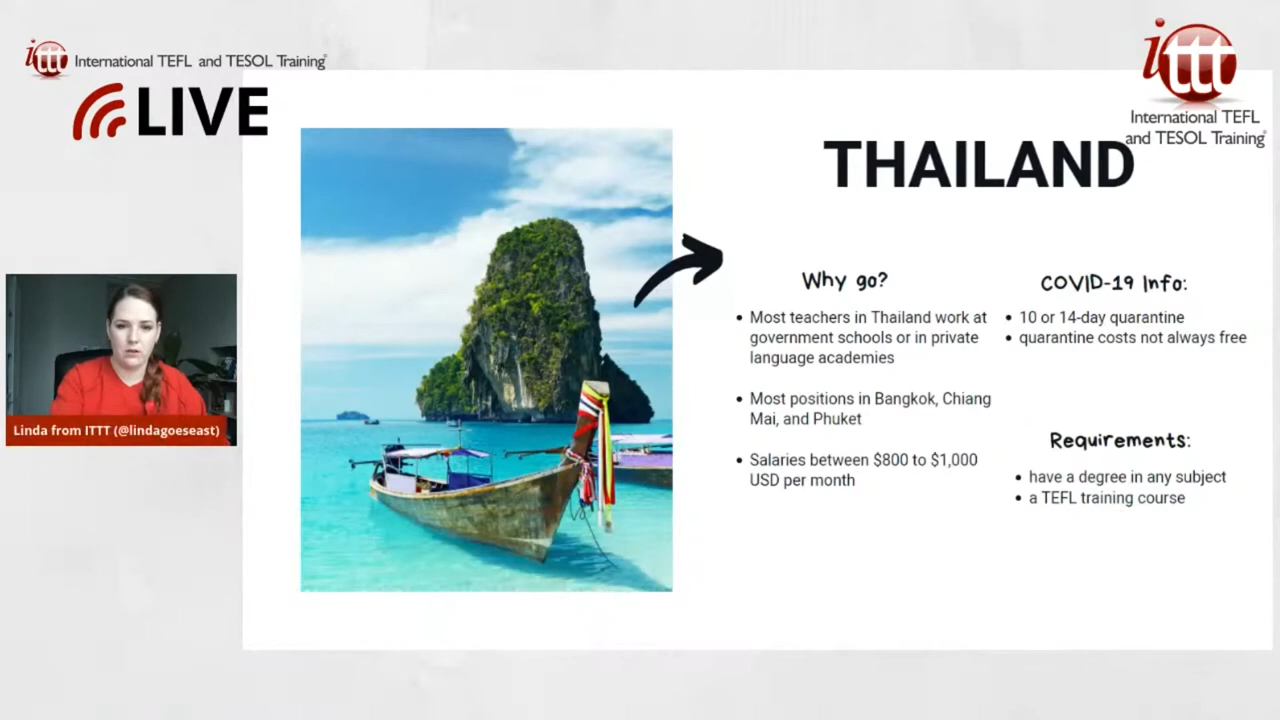 ittt International TEFL and TESOL Training
LIVE
ittt
International TEFL
and TESOL Training
THAILAND
Why go?
• Most teachers in Thailand work at
government schools or in private
language academies
• Most positions in Bangkok, Chiang
Mai, and Phuket
• Salaries between $800 to $1,000
USD per month
COVID-19 Info:
• 10 or 14-day quarantine
• quarantine costs not always free
Requirements:
• have a degree in any subject
• a TEFL training course
Linda from ITTT (@lindagoeseast)